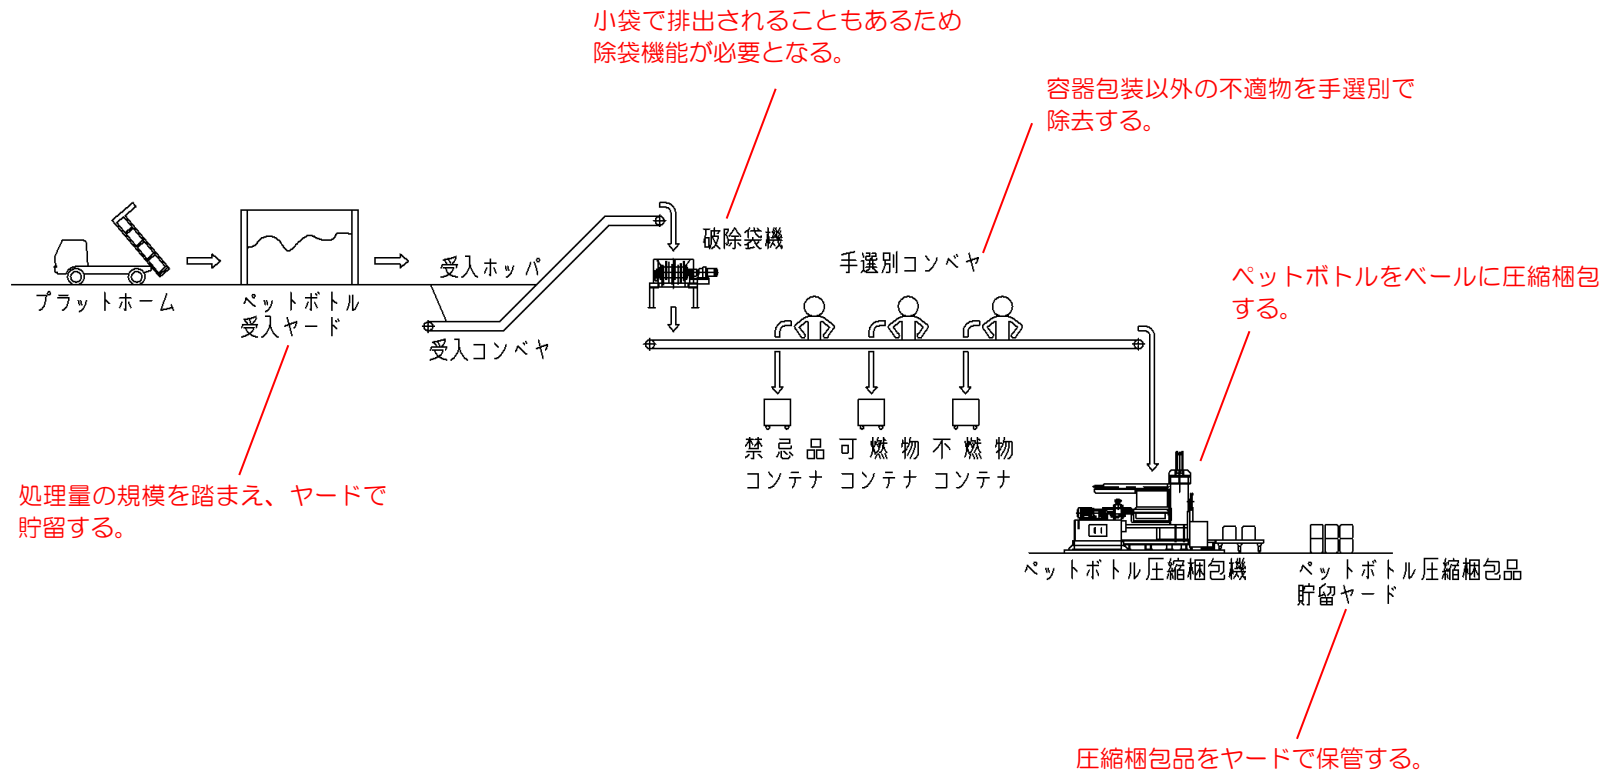 小袋で排出されることもあるため
除袋機能が必要となる。
容器包装以外の不適物を手選別で
除去する。
破除袋機
手選別コンベヤ
受入ホッパ
ペットボトルをベールに圧縮梱包
する。
プラットホーム
ペットボトル
受入ヤード
受入コンベヤ
禁忌品
コンテナ
可燃物
コンテナ
不燃物
コンテナ
処理量の規模を踏まえ、ヤードで
貯留する。
ペットボトル圧縮梱包機
ペットボトル圧縮梱包品
貯留ヤード
圧縮梱包品をヤードで保管する。